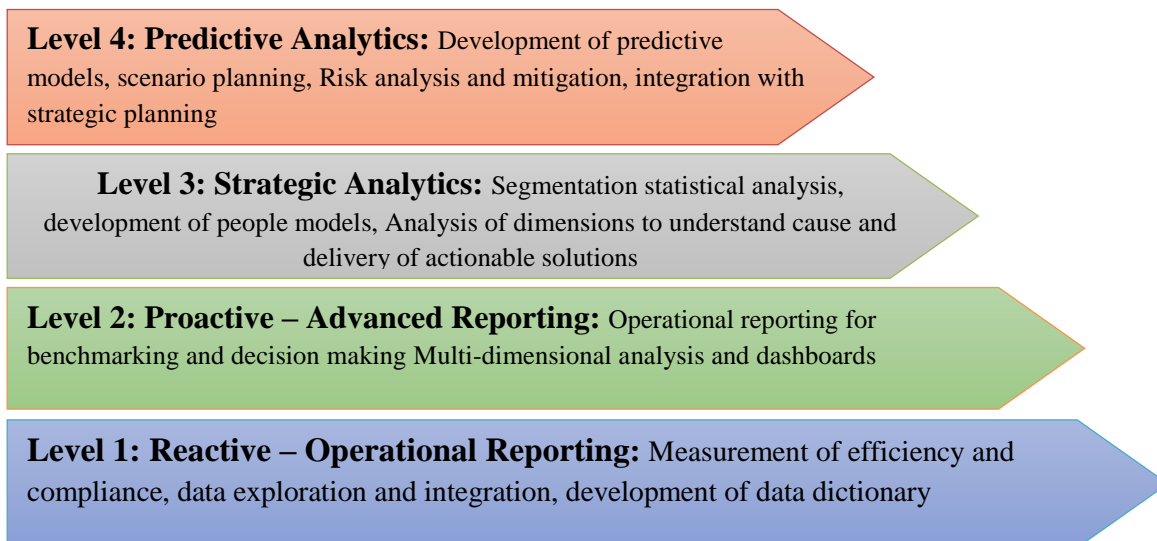 Level 4: Predictive Analytics: Development of predictive
models, scenario planning, Risk analysis and mitigation, integration with
strategic planning
Level 3: Strategic Analytics: Segmentation statistical analysis,
development of people models, Analysis of dimensions to understand cause and
delivery of actionable solutions
Level 2: Proactive – Advanced Reporting: Operational reporting for
benchmarking and decision making Multi-dimensional analysis and dashboards
Level 1: Reactive – Operational Reporting: Measurement of efficiency and
compliance, data exploration and integration, development of data dictionary